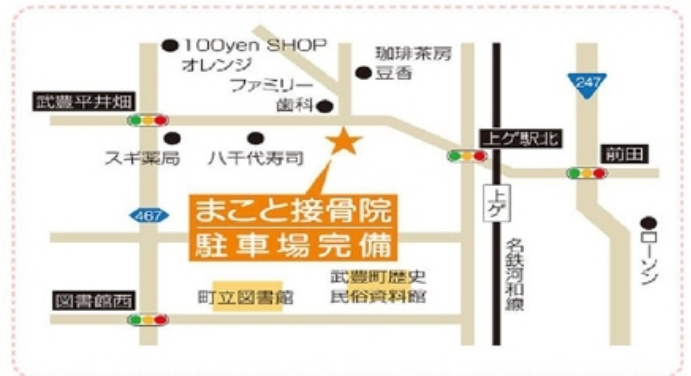 100yen SHOP
オレンジ
珈琲茶房
豆香
ファミリー
歯科
247
武豊平井畑
上ゲ駅北
前田
スギ薬局
八千代寿司
まこと接骨院
駐車場完備
467
上ゲ
名鉄河和線
ローソン
図書館西
町立図書館
武豊町歴史
民俗資料館